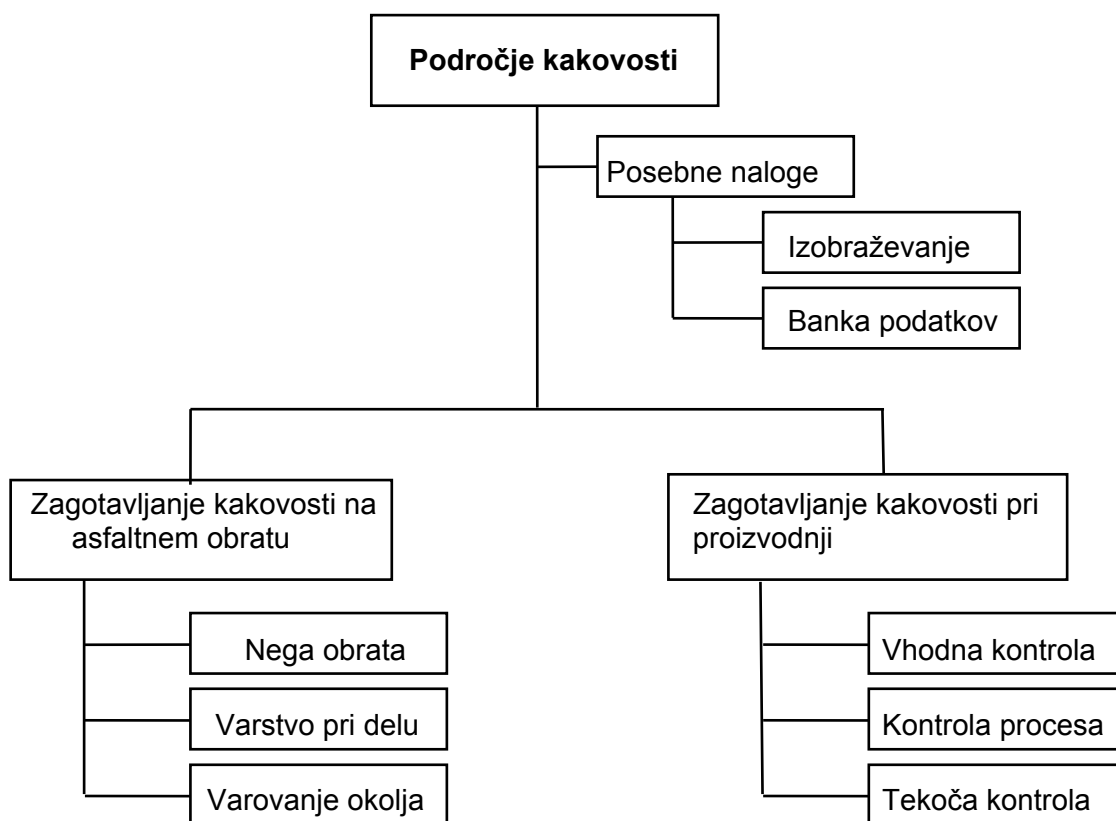 Področje kakovosti
Posebne naloge
Izobraževanje
Banka podatkov
Zagotavljanje kakovosti na
asfaltnem obratu
Nega obrata
Varstvo pri delu
Varovanje okolja
Zagotavljanje kakovosti pri
proizvodnji
Vhodna kontrola
Kontrola procesa
Tekoča kontrola